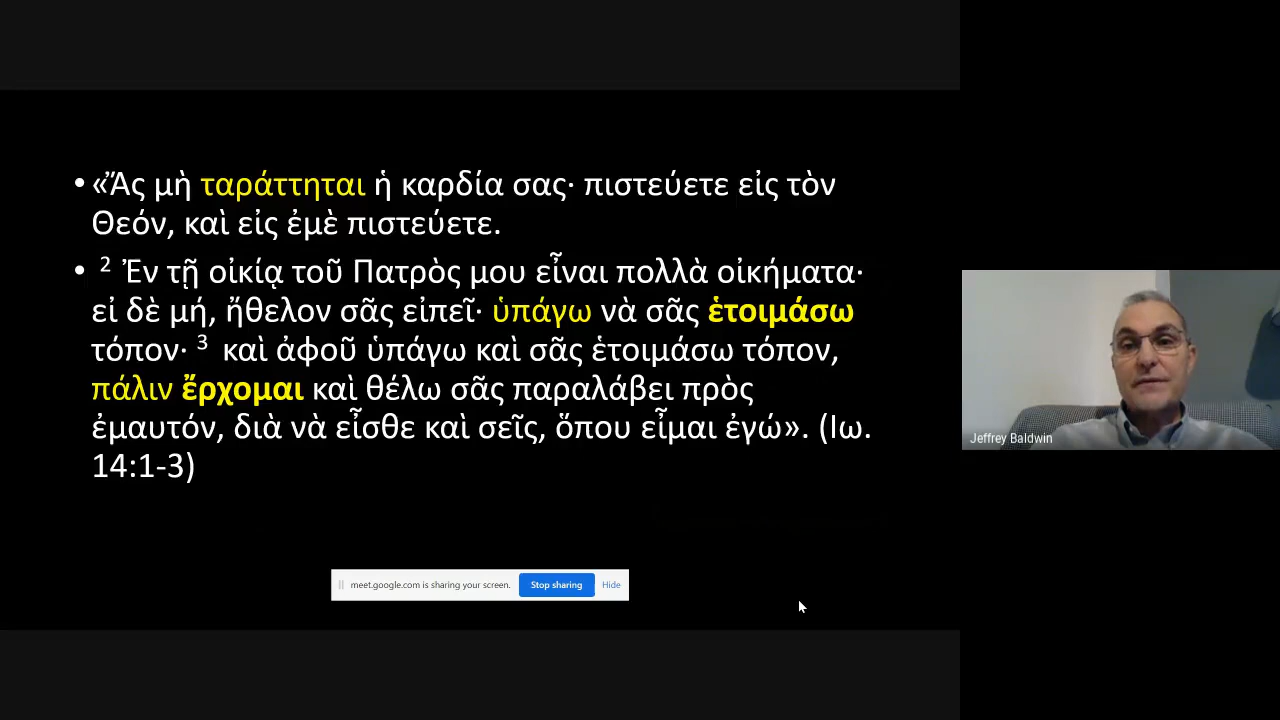 • «Ἄς μὴ ταράττηται ἡ καρδία σας· πιστεύετε εἰς τὸν
Θεόν, καὶ εἰς ἐμὲ πιστεύετε.
• ² Ἐν τῇ οἰκίᾳ τοῦ Πατρὸς μου εἶναι πολλὰ οἰκήματα·
εἰ δὲ μή, ἤθελον σᾶς εἰπεῖ· ὑπάγω νὰ σᾶς ἑτοιμάσω
τόπον· ³ καὶ ἀφοῦ ὑπάγω καὶ σᾶς ἑτοιμάσω τόπον,
πάλιν ἔρχομαι καὶ θέλω σᾶς παραλάβει πρὸς
ἐμαυτόν, διὰ νὰ εἶσθε καὶ σεῖς, ὅπου εἶμαι ἐγώ». (Ιω.
14:1-3)
meet.google.com is sharing your screen. Stop sharing Hide
Jeffrey Baldwin